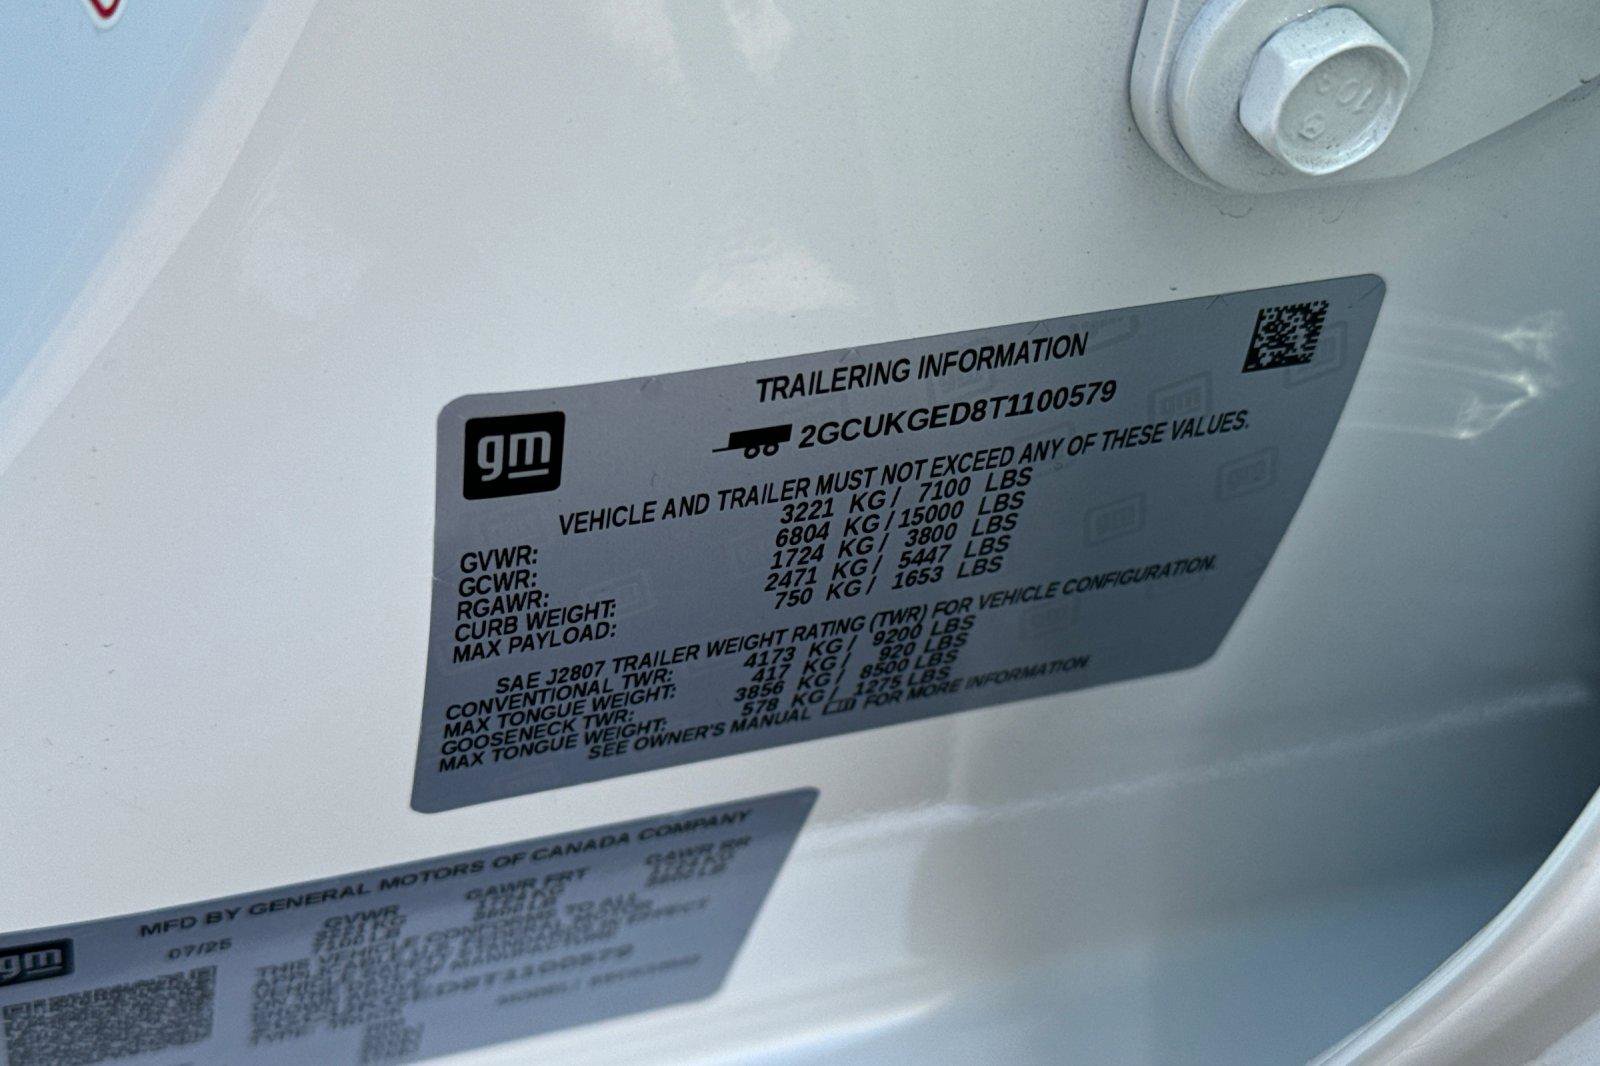 TRAILERING INFORMATION
gm
2GCUKGED8T1100579
VEHICLE AND TRAILER MUST NOT EXCEED ANY OF THESE VALUES.
GVWR: 3221 KG / 7100 LBS
GCWR: 6804 KG / 15000 LBS
RGAWR: 1724 KG / 3800 LBS
CURB WEIGHT: 2471 KG / 5447 LBS
MAX PAYLOAD: 750 KG / 1653 LBS
SAE J2807 TRAILER WEIGHT RATING (TWR) FOR VEHICLE CONFIGURATION.
CONVENTIONAL TWR: 4173 KG / 9200 LBS
MAX TONGUE WEIGHT: 417 KG / 920 LBS
GOOSENECK TWR: 3856 KG / 8500 LBS
MAX TONGUE WEIGHT: 578 KG / 1275 LBS
SEE OWNER'S MANUAL FOR MORE INFORMATION.
MFD BY GENERAL MOTORS OF CANADA COMPANY
gm
07/25
GVWR GAWR FRT GAWR RR
THIS VEHICLE CONFORMS TO ALL